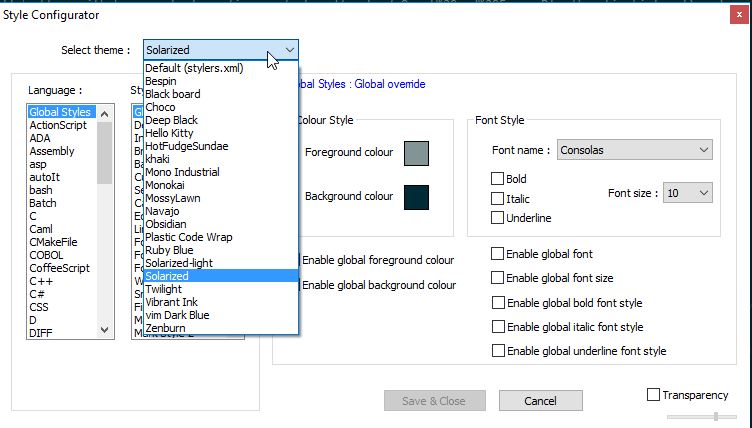 Style Configurator
x
Select theme :
Solarized
Default (stylers.xml)
Bespin
Black board
Choco
Deep Black
Hello Kitty
HotFudgeSundae
khaki
Mono Industrial
Monokai
MossyLawn
Navajo
Obsidian
Plastic Code Wrap
Ruby Blue
Solarized-light
Solarized
Twilight
Vibrant Ink
vim Dark Blue
Zenburn
Language :
Global Styles
ActionScript
ADA
Assembly
asp
autoIt
bash
Batch
C
Caml
CMakeFile
COBOL
CoffeeScript
C++
C#
CSS
D
DIFF
Styles : Global override
Colour Style
Foreground colour
Background colour
Font Style
Font name :
Consolas
Bold
Italic
Underline
Font size :
10
Enable global foreground colour
Enable global background colour
Enable global font
Enable global font size
Enable global bold font style
Enable global italic font style
Enable global underline font style
Save & Close
Cancel
Transparency